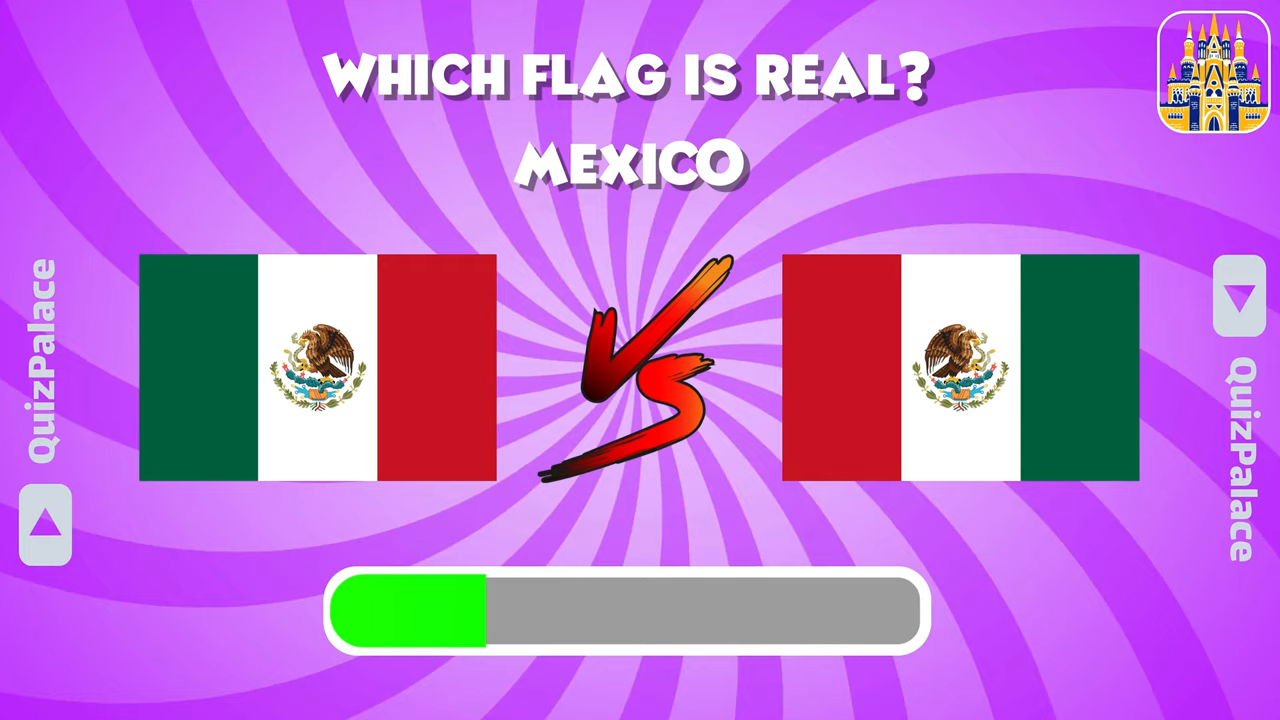 WHICH FLAG IS REAL?
MEXICO
QuizPalace
VS
QuizPalace